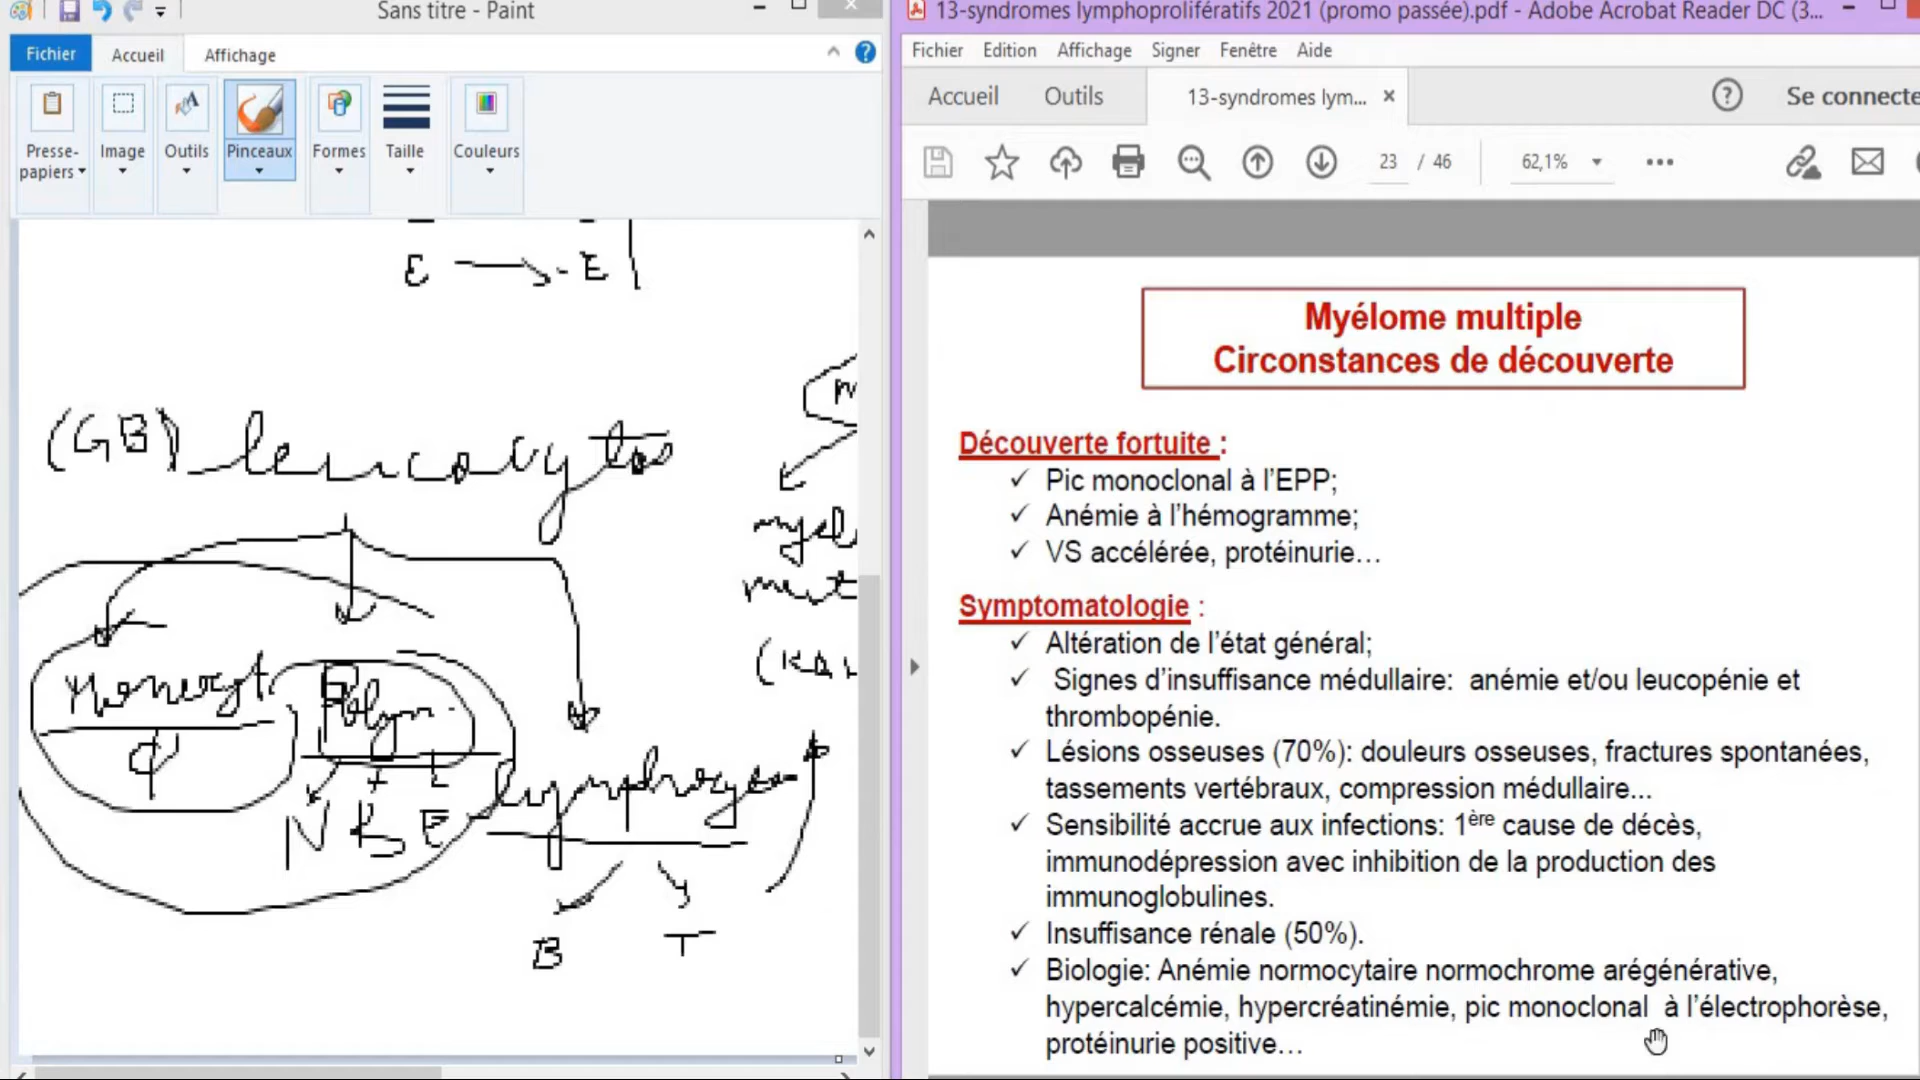 Sans titre - Paint
Fichier
Accueil
Affichage
Presse-
papiers
Image
Outils
Pinceaux
Formes
Taille
Couleurs
E
E
(GB) leucocytes
Monocyt
Polyn
N B E
lymphocyte
B
T
13-syndromes lymphoprolifératifs 2021 (promo passée).pdf - Adobe Acrobat Reader DC (3...
Fichier Edition Affichage Signer Fenêtre Aide
Accueil
Outils
13-syndromes lym...
Se connecte
23 / 46
62,1%
Myélome multiple
Circonstances de découverte
Découverte fortuite :
✓ Pic monoclonal à l’EPP;
✓ Anémie à l’hémogramme;
✓ VS accélérée, protéinurie…
Symptomatologie :
✓ Altération de l’état général;
✓ Signes d’insuffisance médullaire: anémie et/ou leucopénie et
thrombopénie.
✓ Lésions osseuses (70%): douleurs osseuses, fractures spontanées,
tassements vertébraux, compression médullaire...
✓ Sensibilité accrue aux infections: 1ère cause de décès,
immunodépression avec inhibition de la production des
immunoglobulines.
✓ Insuffisance rénale (50%).
✓ Biologie: Anémie normocytaire normochrome arégénérative,
hypercalcémie, hypercréatinémie, pic monoclonal à l’électrophorèse,
protéinurie positive…